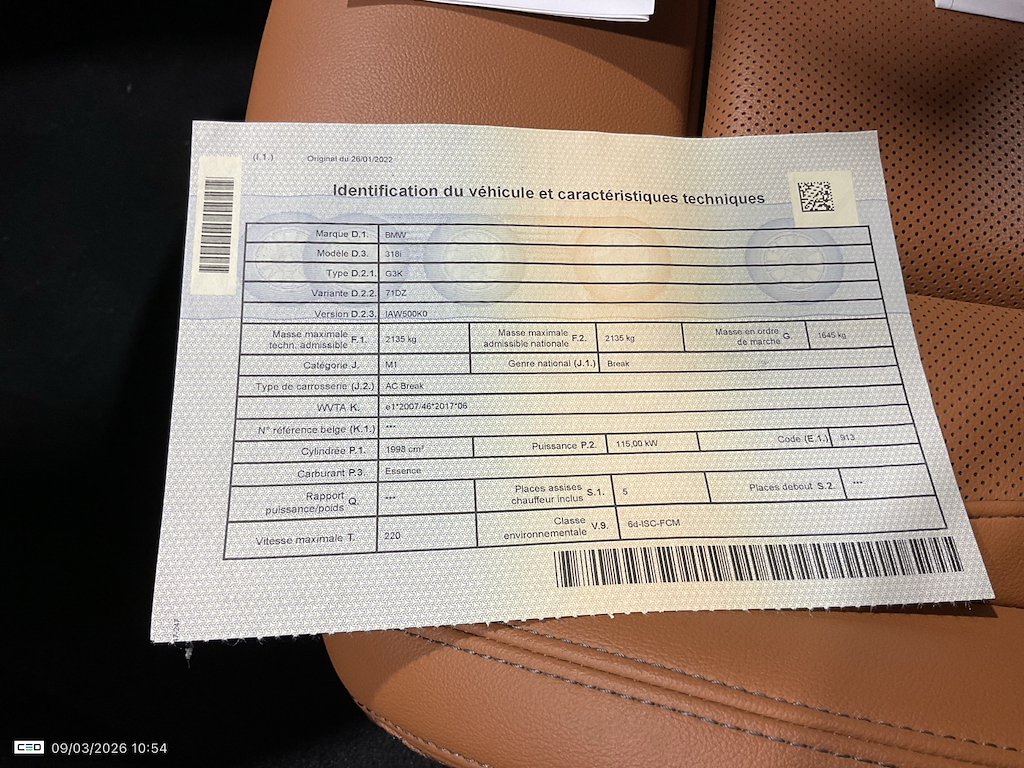 (I.1.) Original du 26/01/2022
Identification du véhicule et caractéristiques techniques
Marque D.1. BMW
Modèle D.3. 318i
Type D.2.1. G3K
Variante D.2.2. 71DZ
Version D.2.3. IAW500K0
Masse maximale techn. admissible F.1. 2135 kg Masse maximale admissible nationale F.2. 2135 kg Masse en ordre de marche G. 1645 kg
Catégorie J. M1 Genre national (J.1.) Break
Type de carrosserie (J.2.) AC Break
WVTA K. e1*2007/46*2017*06
N° référence belge (K.1.) ***
Cylindrée P.1. 1998 cm³ Puissance P.2. 115,00 kW Code (E.1.) 913
Carburant P.3. Essence
Rapport puissance/poids Q. *** Places assises chauffeur inclus S.1. 5 Places debout S.2. ***
Vitesse maximale T. 220 Classe environnementale V.9. 6d-ISC-FCM
CEO 09/03/2026 10:54